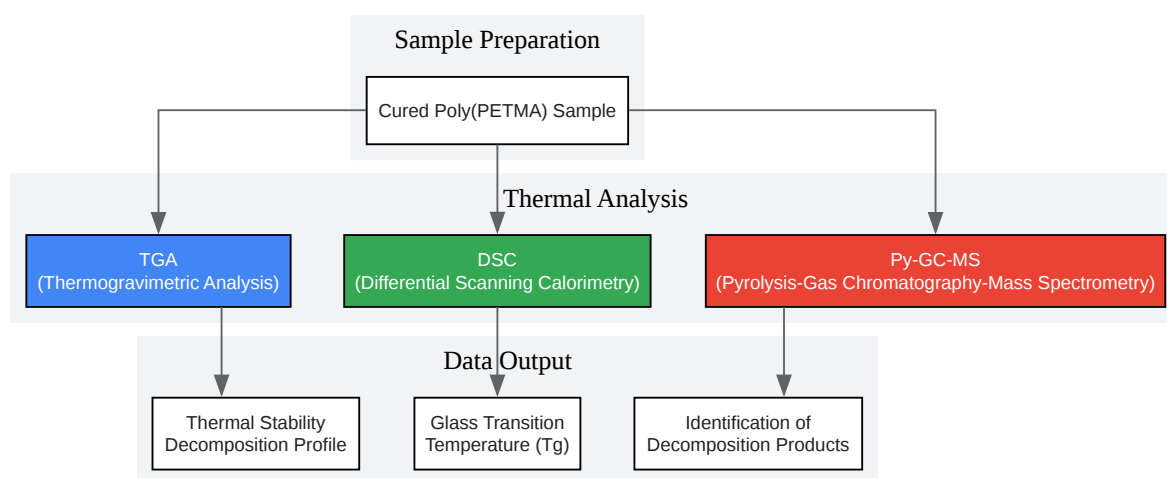 Sample Preparation
Cured Poly(PETMA) Sample
Thermal Analysis
TGA
(Thermogravimetric Analysis)
DSC
(Differential Scanning Calorimetry)
Py-GC-MS
(Pyrolysis-Gas Chromatography-Mass Spectrometry)
Data Output
Thermal Stability
Decomposition Profile
Glass Transition
Temperature (Tg)
Identification of
Decomposition Products